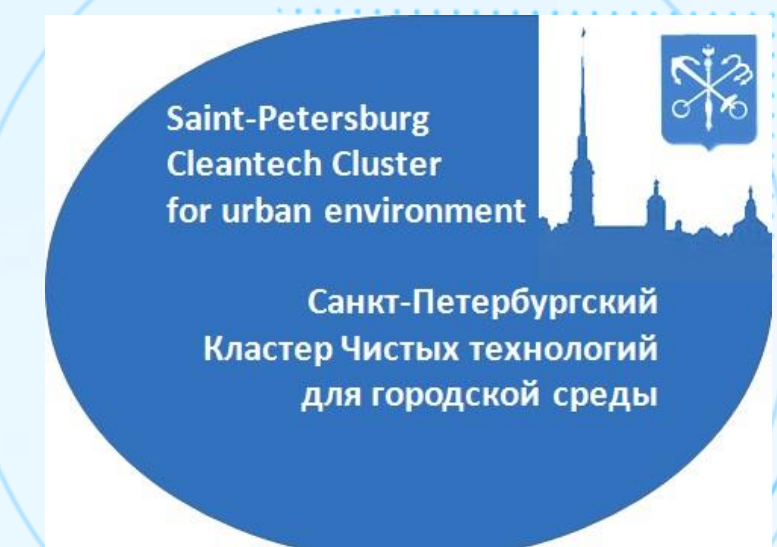 Saint-Petersburg
Cleantech Cluster
for urban environment
Санкт-Петербургский
Кластер Чистых технологий
для городской среды